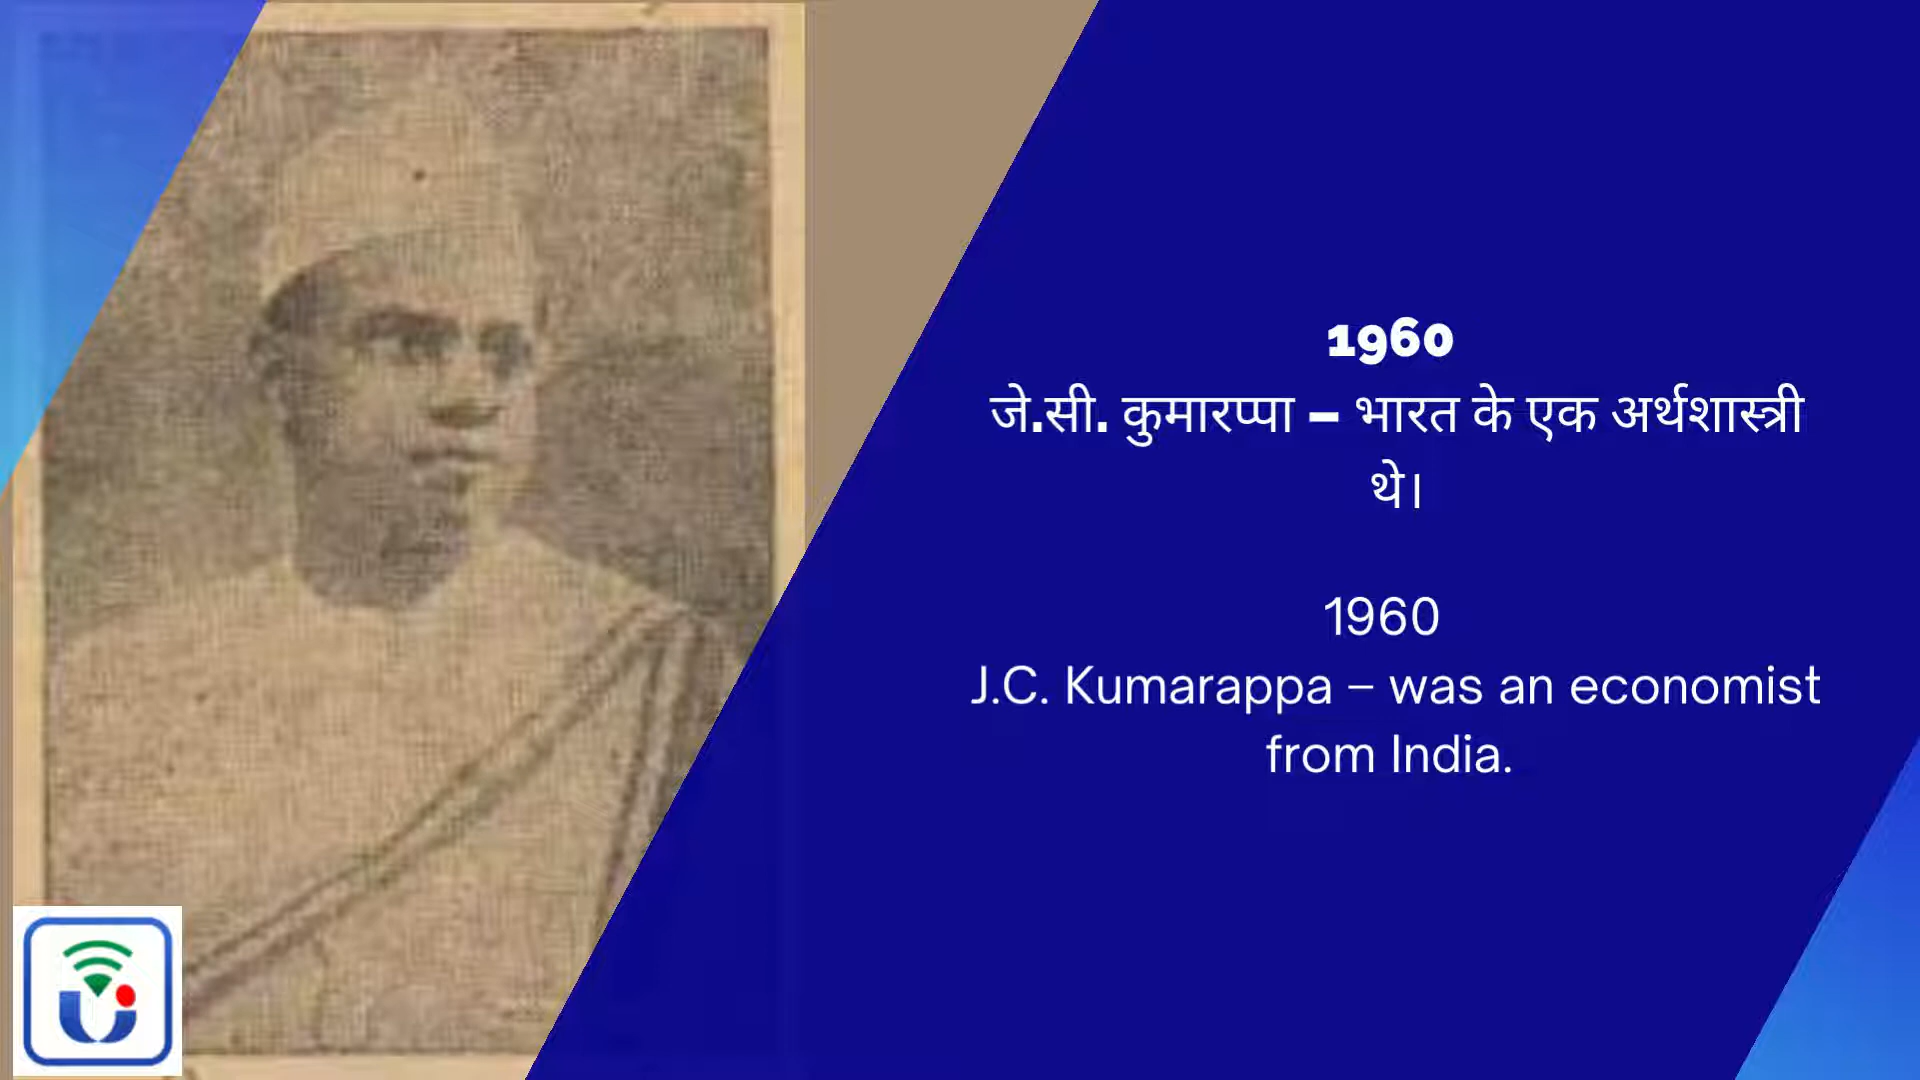 1960
जे.सी. कुमारप्पा – भारत के एक अर्थशास्त्री
थे।
1960
J.C. Kumarappa – was an economist
from India.